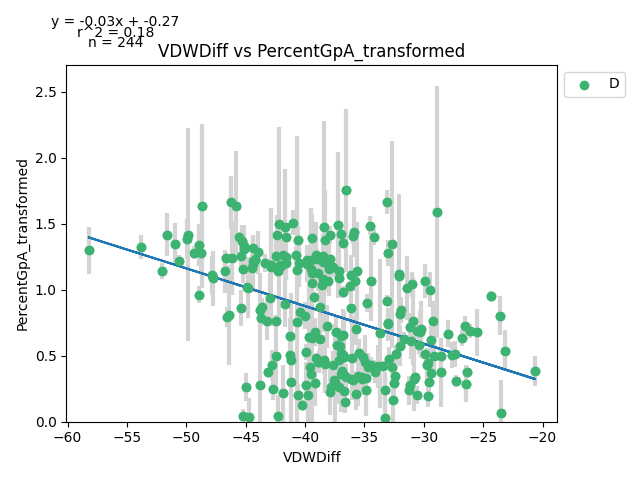 y = -0.03x + -0.27
r^2 = 0.18
n = 244
VDWDiff vs PercentGpA_transformed
D
PercentGpA_transformed
2.5
2.0
1.5
1.0
0.5
0.0
−60 −55 −50 −45 −40 −35 −30 −25 −20
VDWDiff